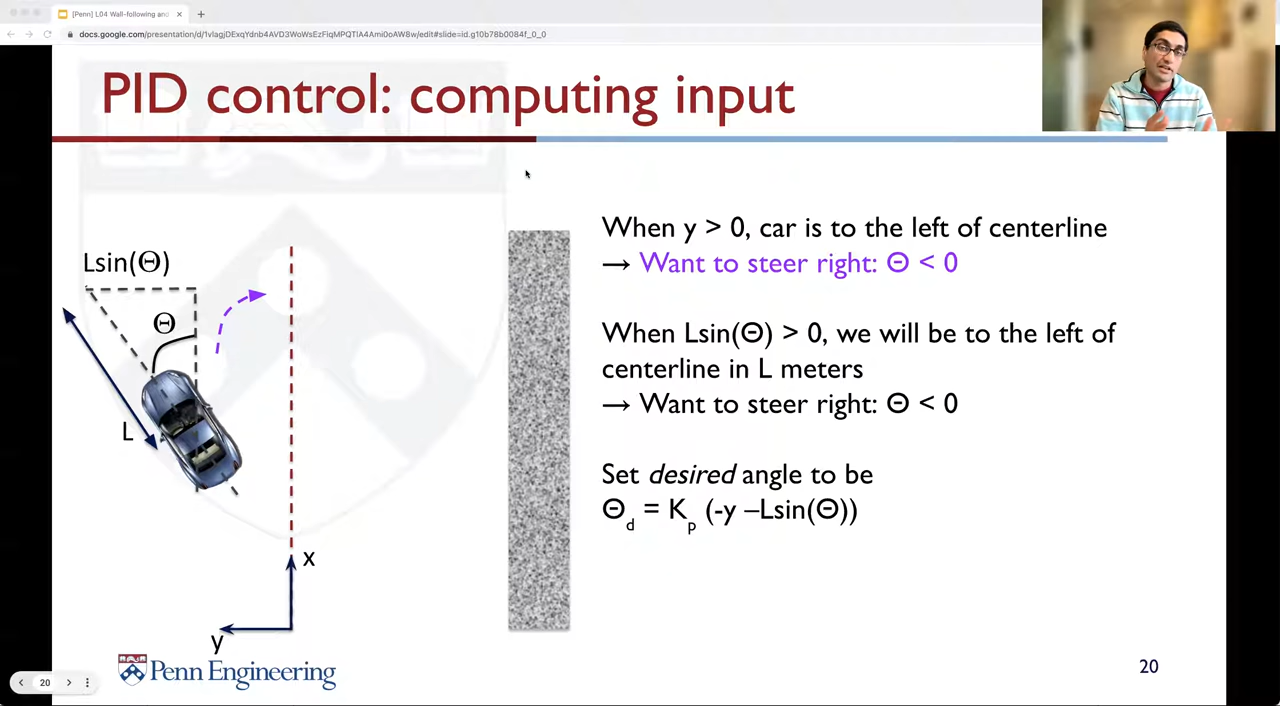 [Penn] L04 Wall-following and
docs.google.com/presentation/d/1vlagjDExqYdnb4AVD3WoWsEzFiqMPQTlA4Ami0oAW8w/edit#slide=id.g10b78b0084f_0_0
PID control: computing input
When y > 0, car is to the left of centerline
→ Want to steer right: Θ < 0
Lsin(Θ)
Θ
When Lsin(Θ) > 0, we will be to the left of
centerline in L meters
→ Want to steer right: Θ < 0
L
Set desired angle to be
Θd = Kp (-y –Lsin(Θ))
x
y
Penn Engineering
20
20